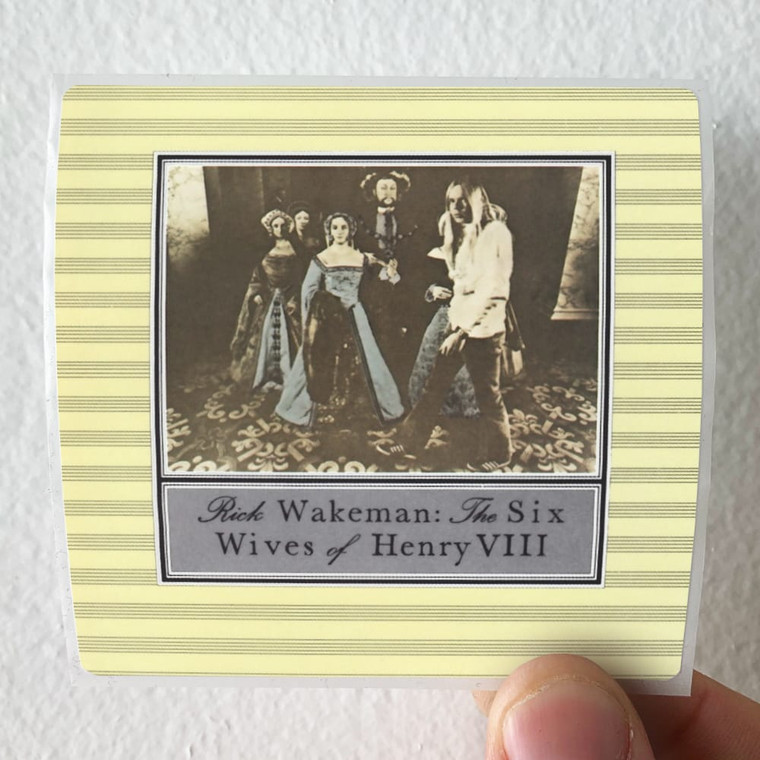 Rick Wakeman: The Six
Wives of Henry VIII